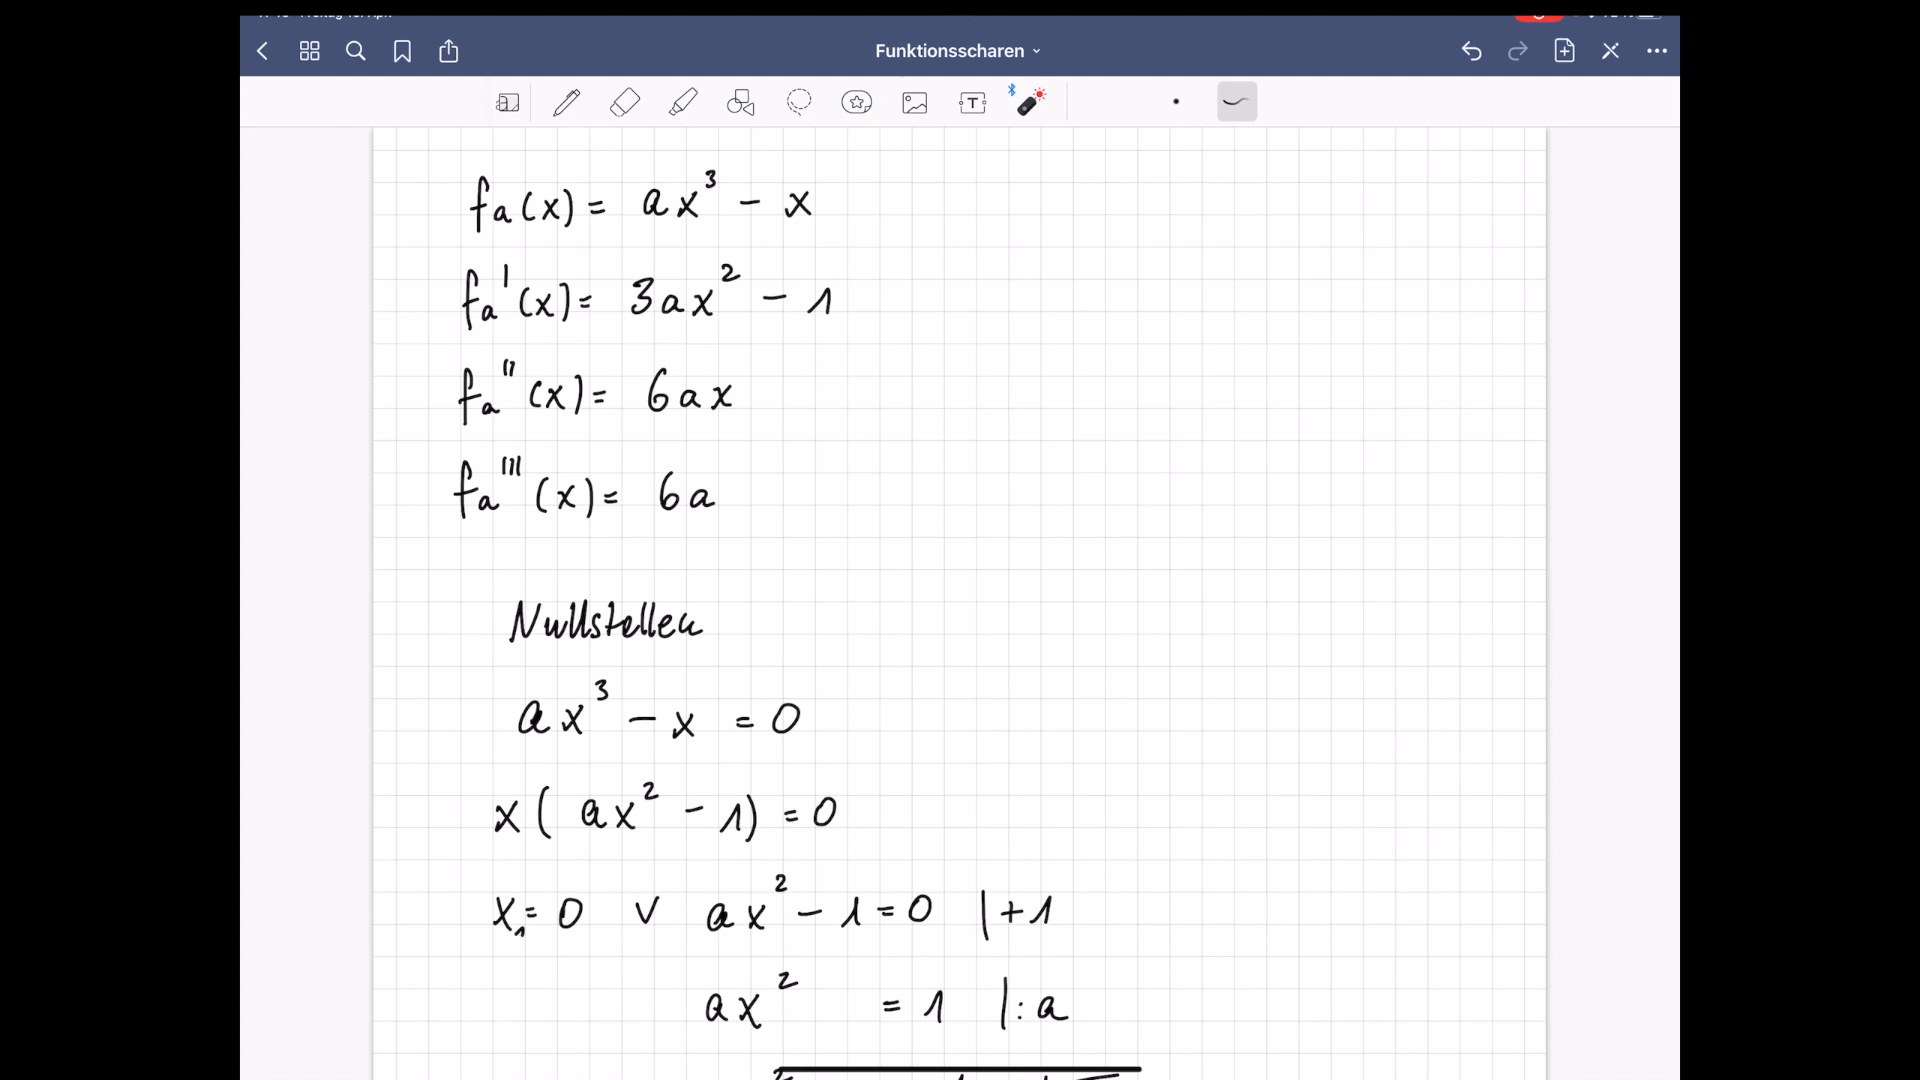 Funktionsscharen
T
fa(x) = ax³ - x
fa'(x) = 3ax² - 1
fa''(x) = 6ax
fa'''(x) = 6a
Nullstellen
ax³ - x = 0
x( ax² - 1) = 0
x₁ = 0 ∨ ax² - 1 = 0 | +1
ax² = 1 | : a